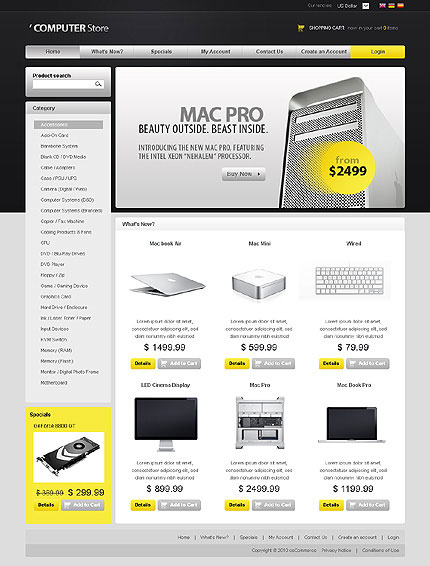 Currencies US Dollar
' COMPUTER Store
SHOPPING CART: now in your cart 0 items
Home What's New? Specials My Account Contact Us Create an Account Login
Product search
Category
Accessories
Add-On Card
Barebone System
Blank CD / DVD Media
Cable / Adapters
Case / PSU / UPS
Camera (Digital / Video)
Computer Systems (D&D)
Computer Systems (Branded)
Copier / Fax Machine
Cooling Products & Fans
CPU
DVD / Blu-Ray Drives
DVD Player
Floppy / Zip
Game / Gaming Device
Graphics Card
Hard Drive / Enclosure
Ink / Laser Toner / Paper
Input Devices
KVM Switch
Memory (RAM)
Memory (Flash)
Monitor / Digital Photo Frame
Motherboard
MAC PRO
BEAUTY OUTSIDE. BEAST INSIDE.
INTRODUCING THE NEW MAC PRO. FEATURING
THE INTEL XEON "NEHALEM" PROCESSOR.
Buy Now
from
$2499
What's New?
Mac book Air Mac Mini Wired
Lorem ipsum dolor sit amet, consectetuer adipiscing elit, sed diam nonummy nibh euismod
Lorem ipsum dolor sit amet, consectetuer adipiscing elit, sed diam nonummy nibh euismod
Lorem ipsum dolor sit amet, consectetuer adipiscing elit, sed diam nonummy nibh euismod
$ 1499.99 $ 599.99 $ 79.99
Details Add to Cart Details Add to Cart Details Add to Cart
LED Cinema Display Mac Pro Mac Book Pro
Lorem ipsum dolor sit amet, consectetuer adipiscing elit, sed diam nonummy nibh euismod
Lorem ipsum dolor sit amet, consectetuer adipiscing elit, sed diam nonummy nibh euismod
Lorem ipsum dolor sit amet, consectetuer adipiscing elit, sed diam nonummy nibh euismod
$ 899.99 $ 2499.99 $ 1199.99
Details Add to Cart Details Add to Cart Details Add to Cart
Specials
GeForce 8800 GT
$ 359.99 $ 299.99
Details Add to Cart
Home | What's New? | Specials | My Account | Contact Us | Create an account | Login
Copyright © 2010 osCommerce Privacy Notice | Conditions of Use